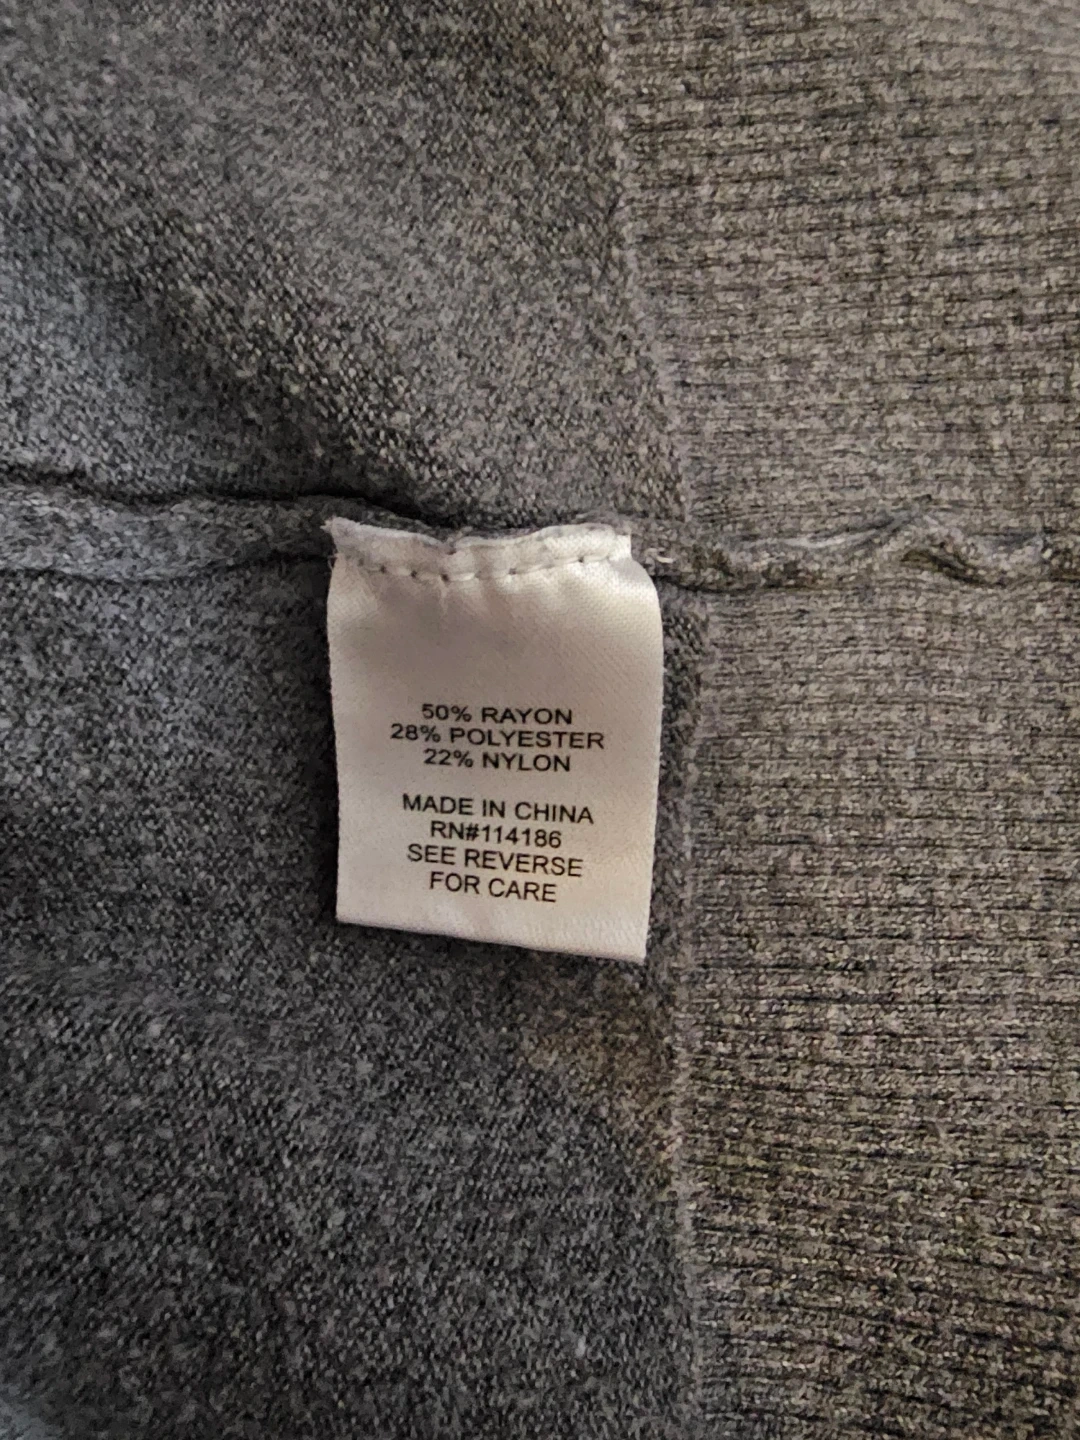 50% RAYON
28% POLYESTER
22% NYLON
MADE IN CHINA
RN#114186
SEE REVERSE
FOR CARE